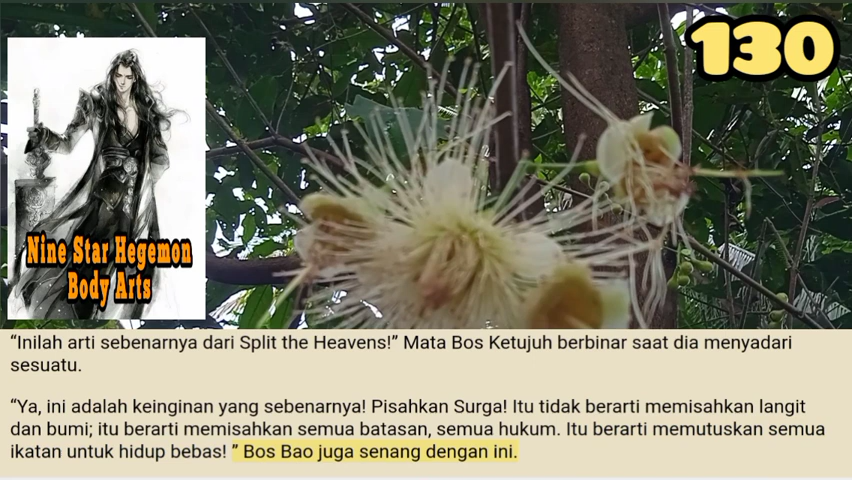 130
Nine Star Hegemon
Body Arts
“Inilah arti sebenarnya dari Split the Heavens!” Mata Bos Ketujuh berbinar saat dia menyadari
sesuatu.
“Ya, ini adalah keinginan yang sebenarnya! Pisahkan Surga! Itu tidak berarti memisahkan langit
dan bumi; itu berarti memisahkan semua batasan, semua hukum. Itu berarti memutuskan semua
ikatan untuk hidup bebas! ” Bos Bao juga senang dengan ini.